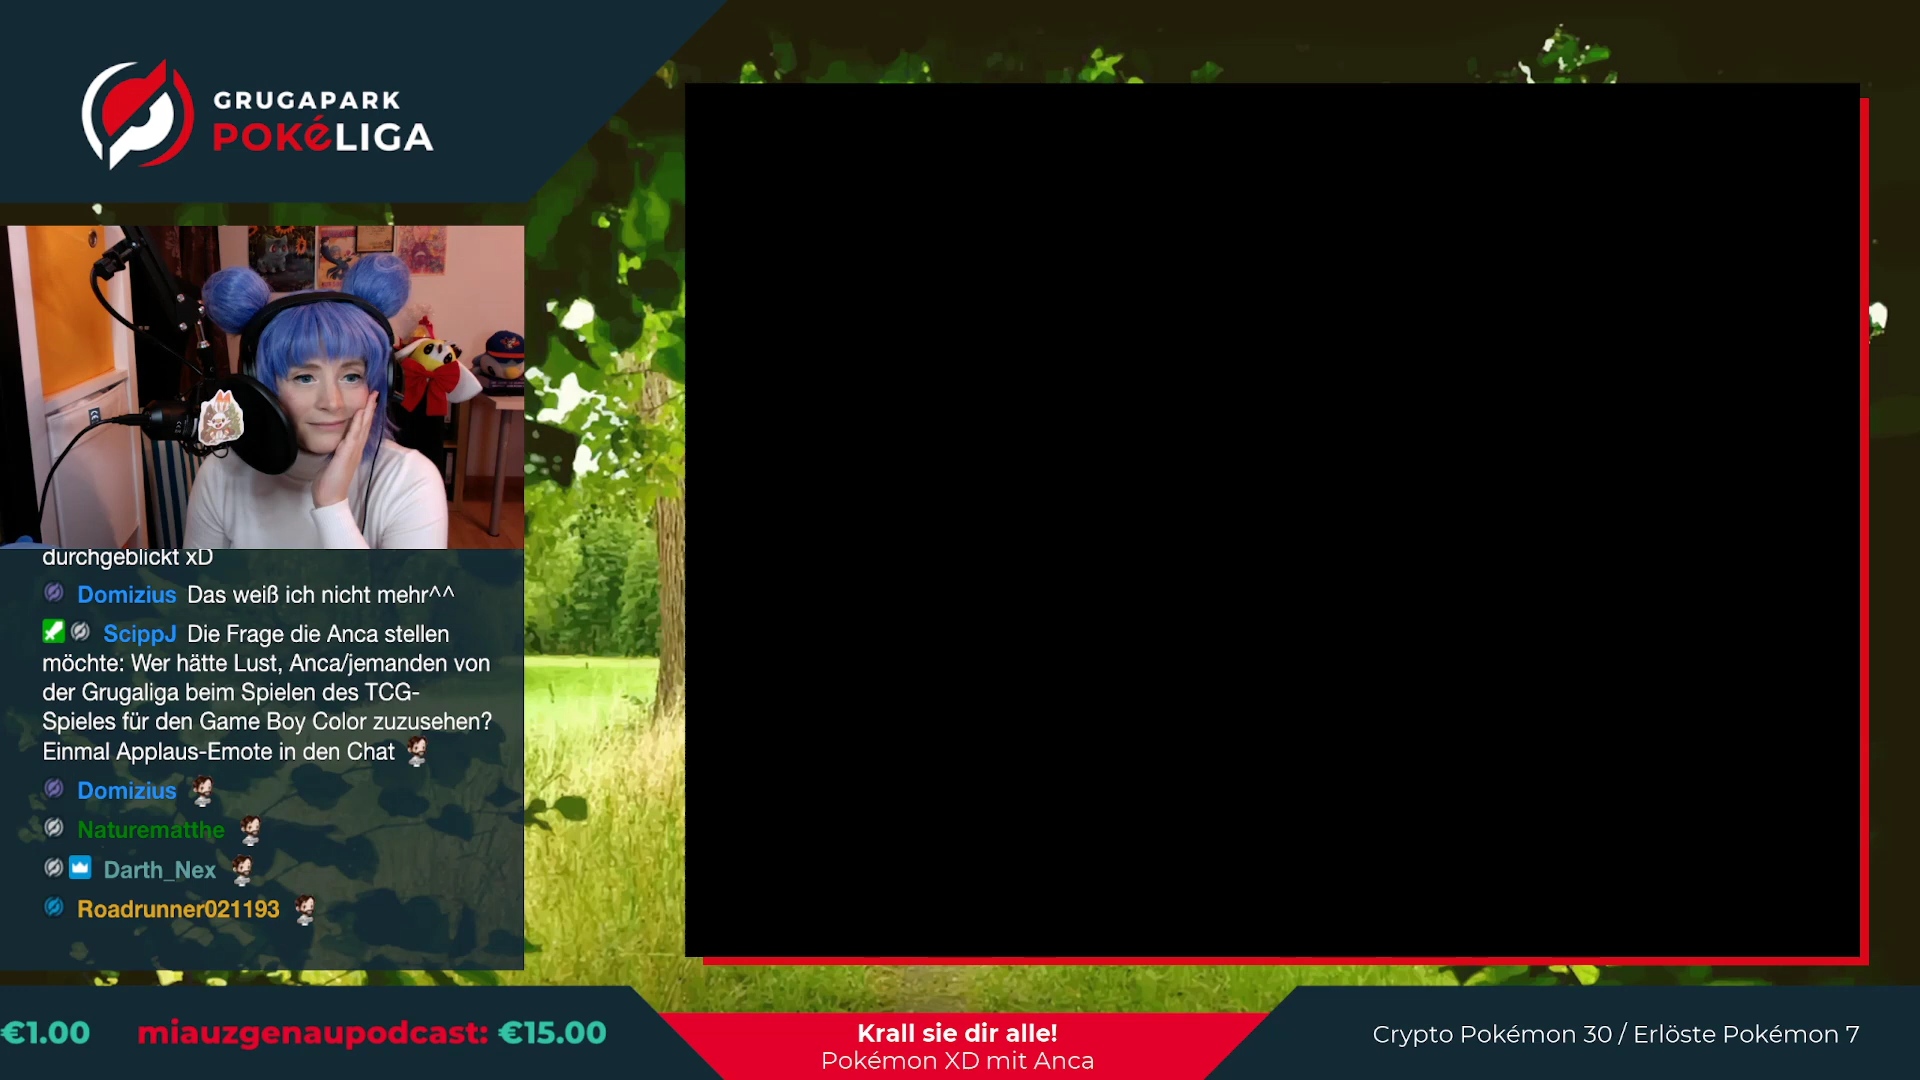 GRUGAPARK
POKéLIGA
durchgeblickt xD
Domizius Das weiß ich nicht mehr^^
ScippJ Die Frage die Anca stellen
möchte: Wer hätte Lust, Anca/jemanden von
der Grugaliga beim Spielen des TCG-
Spieles für den Game Boy Color zuzusehen?
Einmal Applaus-Emote in den Chat
Domizius
Naturematthe
Darth_Nex
Roadrunner021193
€1.00 miauzgenaupodcast: €15.00
Krall sie dir alle!
Pokémon XD mit Anca
Crypto Pokémon 30 / Erlöste Pokémon 7